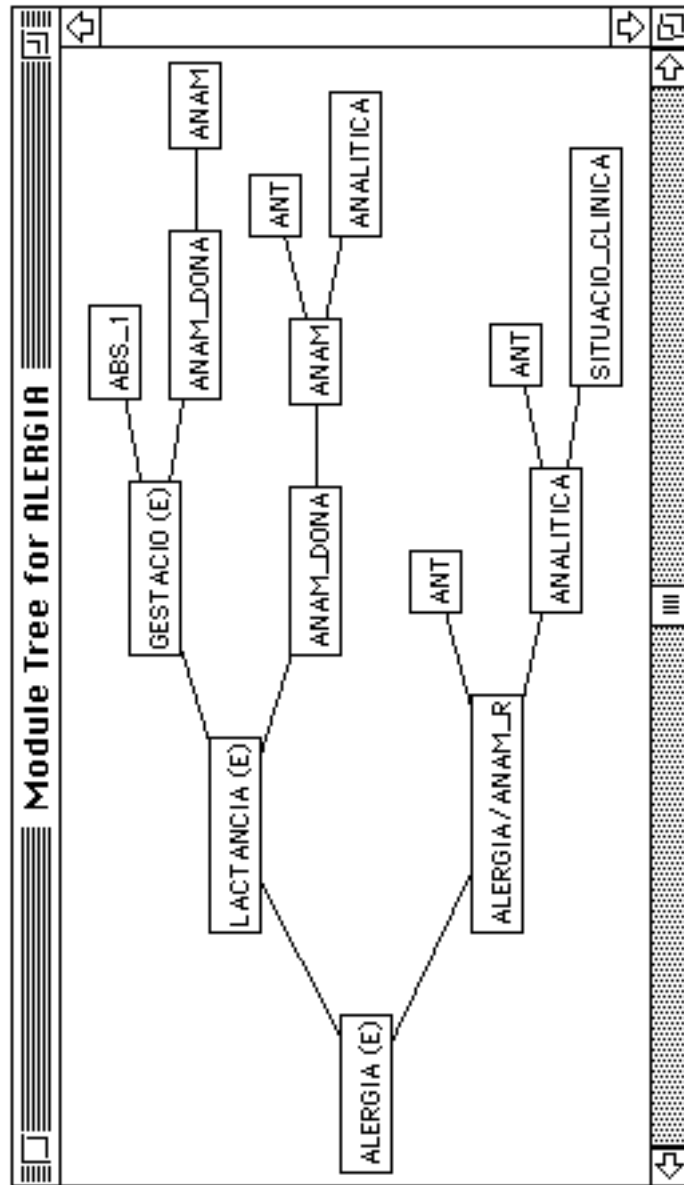 Module Tree for ALERGIA
ALERGIA (E)
LACTANCIA (E)
GESTACIO (E)
ABS_1
ANAM_DONA
ANAM
ANAM_DONA
ANAM
ANT
ANALITICA
ALERGIA/ANAM_R
ANT
ANALITICA
ANT
SITUACIO_CLINICA